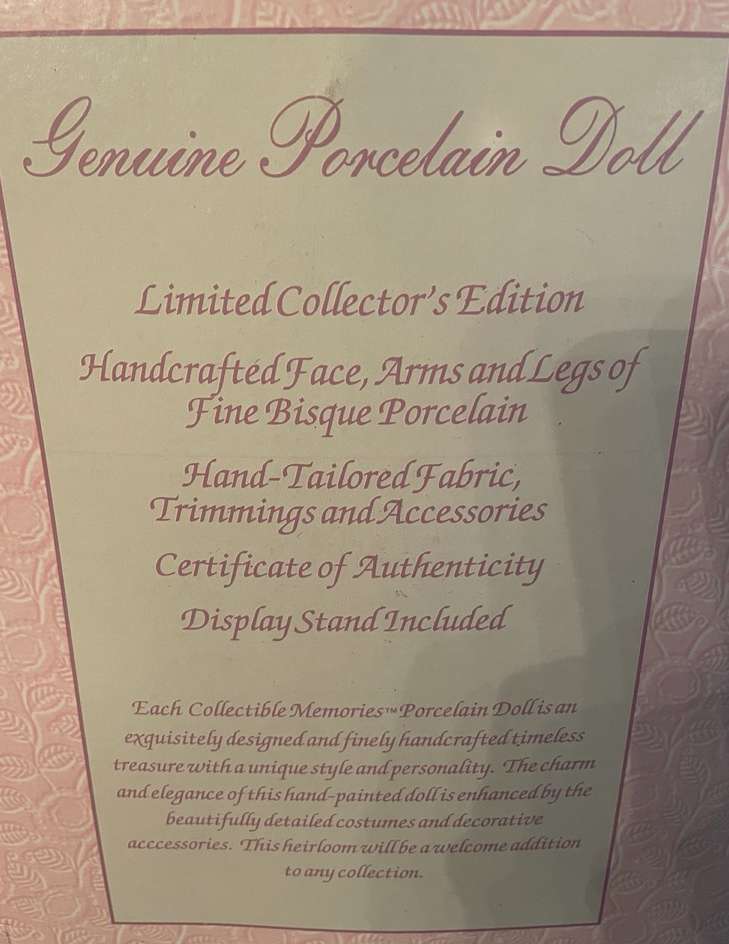 Genuine Porcelain Doll
Limited Collector's Edition
Handcrafted Face, Arms and Legs of
Fine Bisque Porcelain
Hand-Tailored Fabric,
Trimmings and Accessories
Certificate of Authenticity
Display Stand Included
Each Collectible Memories™ Porcelain Doll is an
exquisitely designed and finely handcrafted timeless
treasure with a unique style and personality. The charm
and elegance of this hand-painted doll is enhanced by the
beautifully detailed costumes and decorative
acccessories. This heirloom will be a welcome addition
to any collection.